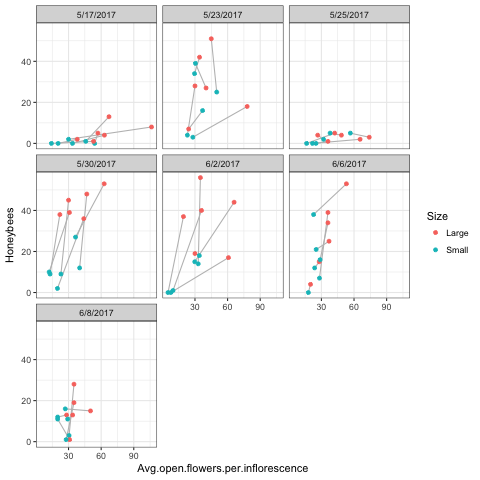 5/17/2017 5/23/2017 5/25/2017
40
20
0
5/30/2017 6/2/2017 6/6/2017
40
20
0
Honeybees
Size
Large
Small
6/8/2017
30 60 90 30 60 90
40
20
0
30 60 90
Avg.open.flowers.per.inflorescence